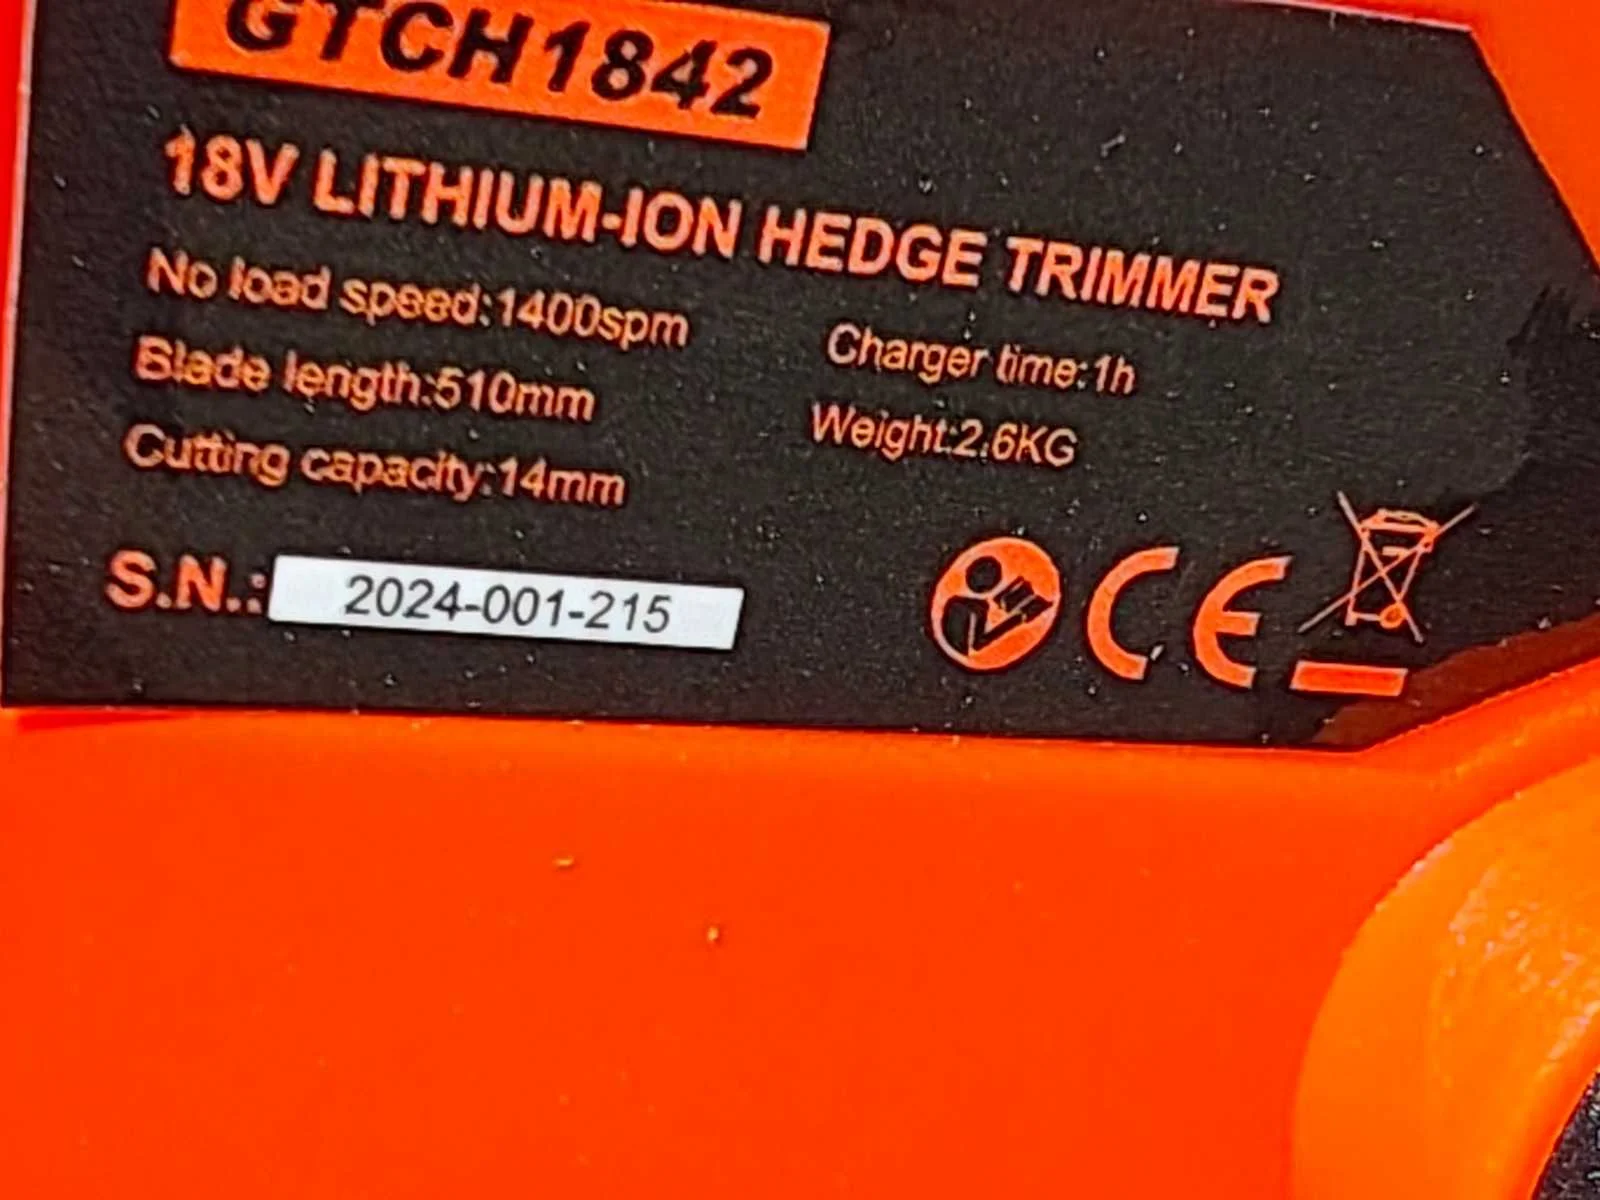 GTCH1842
18V LITHIUM-ION HEDGE TRIMMER
No load speed:1400spm
Charger time:1h
Blade length:510mm
Weight:2.6KG
Cutting capacity:14mm
S.N.: 2024-001-215
CE